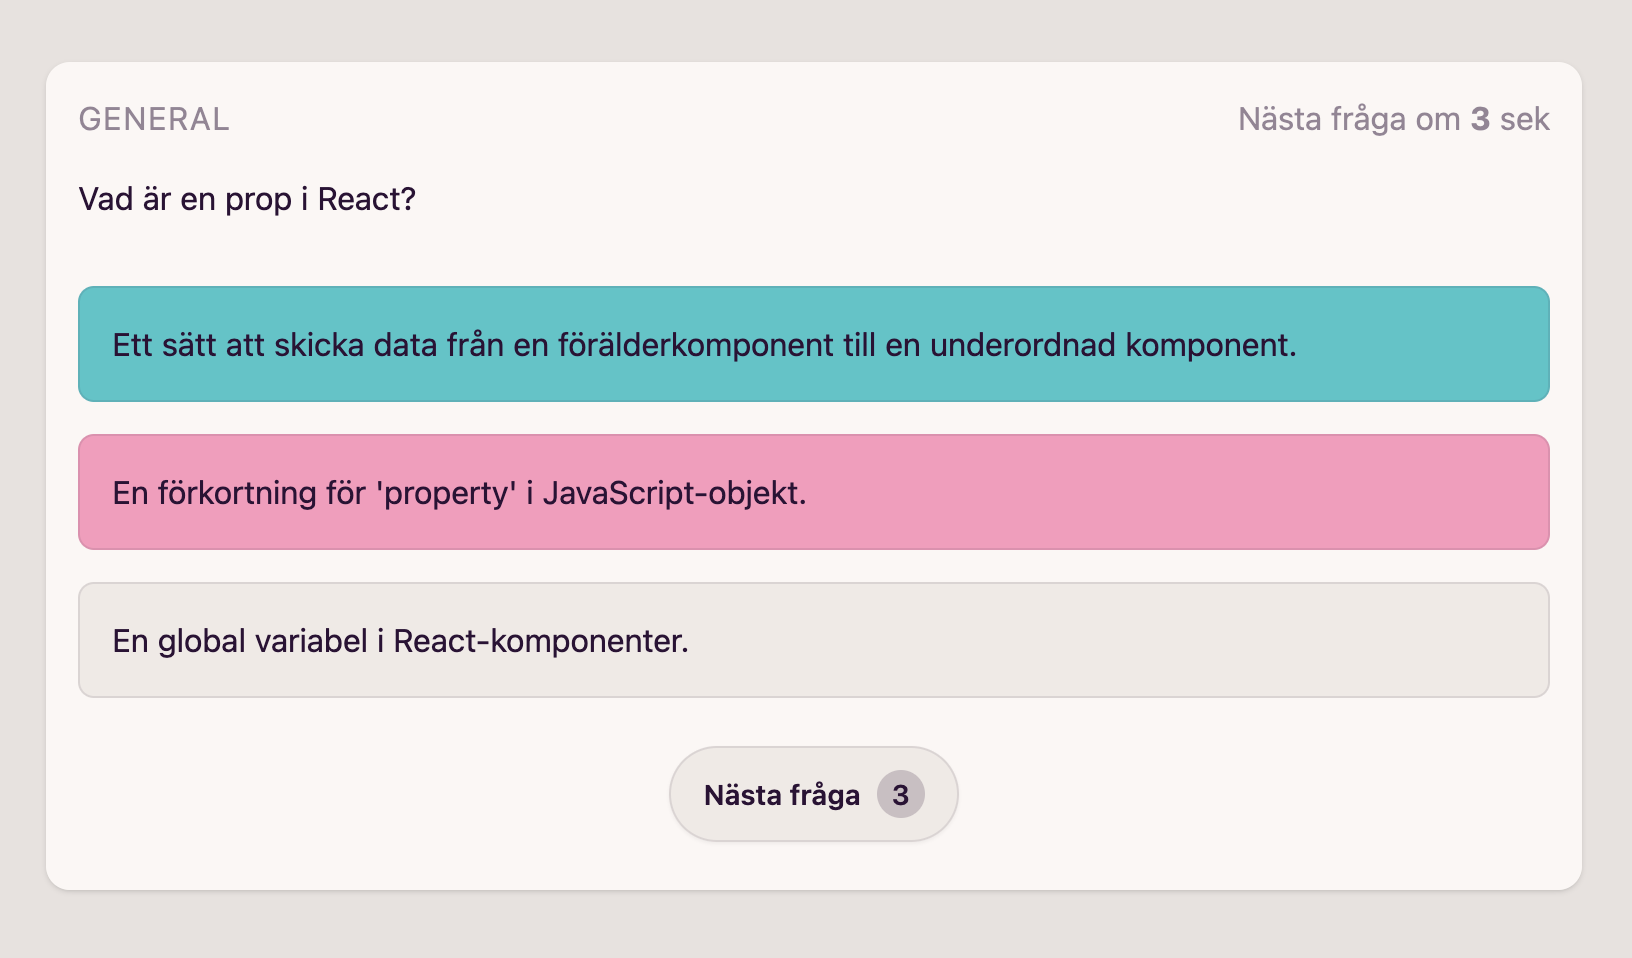 GENERAL
Nästa fråga om 3 sek
Vad är en prop i React?
Ett sätt att skicka data från en förälderkomponent till en underordnad komponent.
En förkortning för 'property' i JavaScript-objekt.
En global variabel i React-komponenter.
Nästa fråga 3